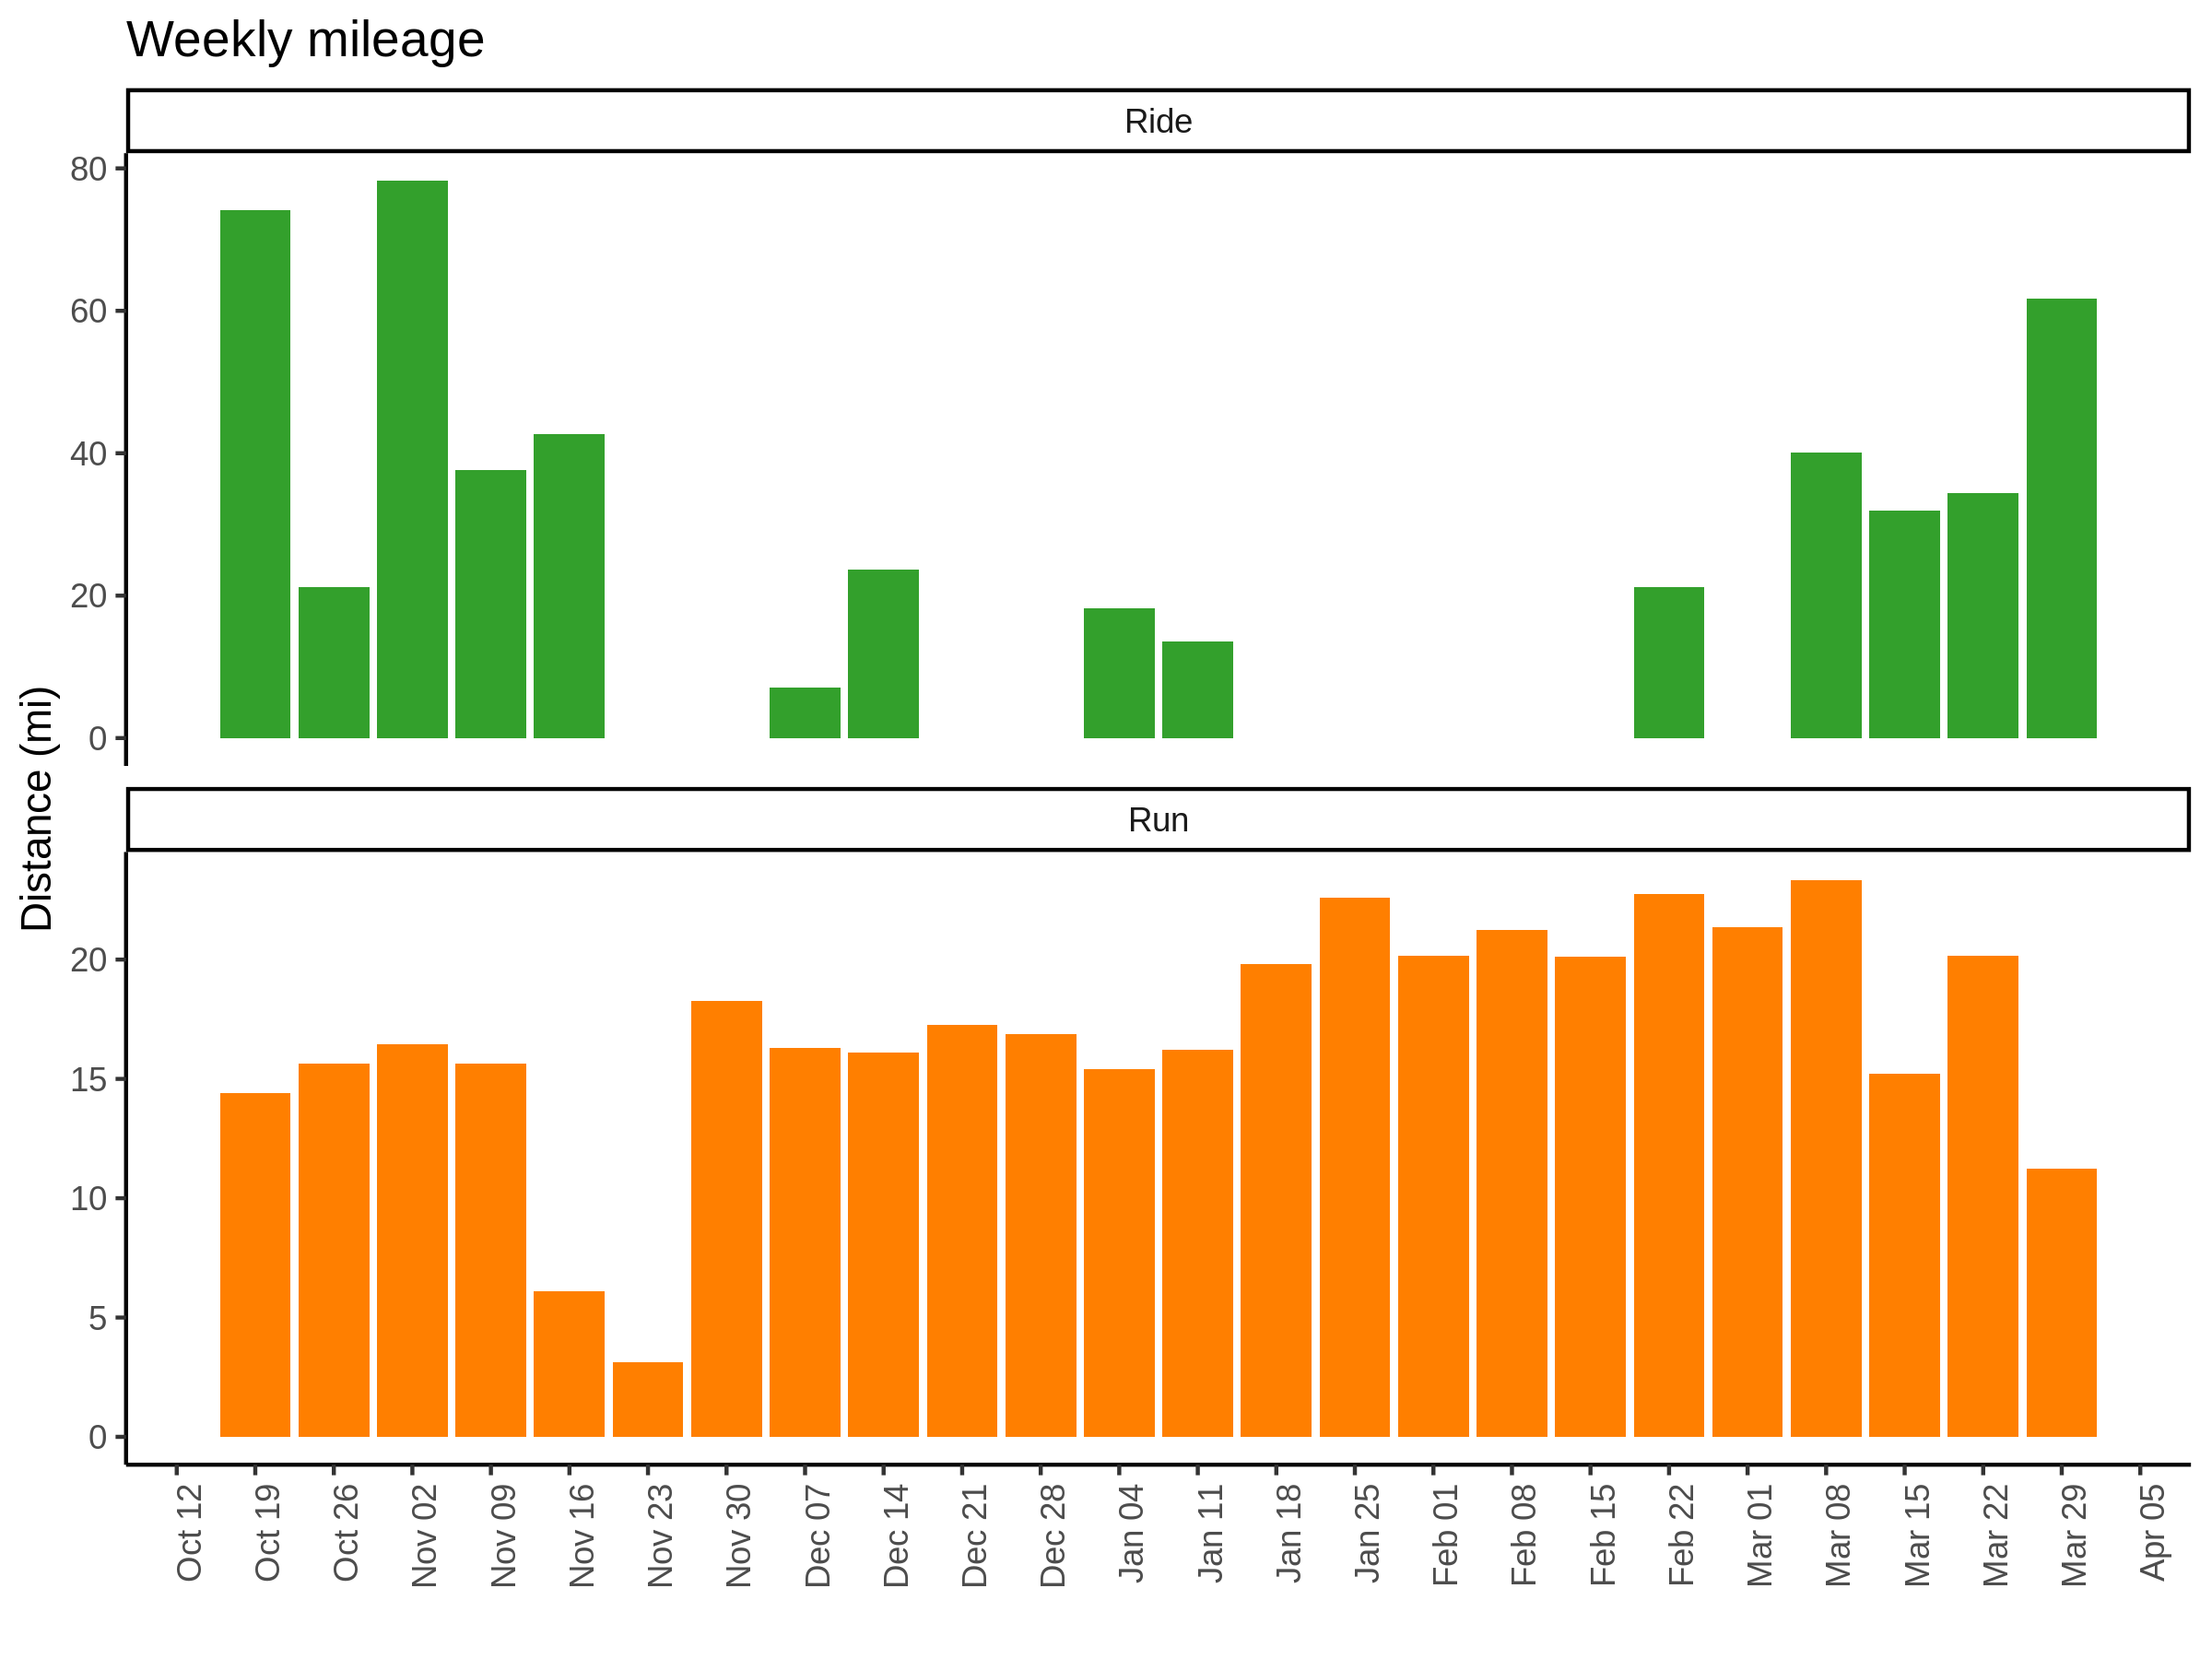 Weekly mileage
Ride
80
60
40
20
0
Distance (mi)
Run
20
15
10
5
0
Oct 12
Oct 19
Oct 26
Nov 02
Nov 09
Nov 16
Nov 23
Nov 30
Dec 07
Dec 14
Dec 21
Dec 28
Jan 04
Jan 11
Jan 18
Jan 25
Feb 01
Feb 08
Feb 15
Feb 22
Mar 01
Mar 08
Mar 15
Mar 22
Mar 29
Apr 05